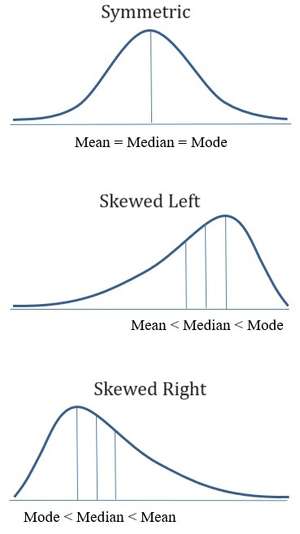 Symmetric
Mean = Median = Mode
Skewed Left
Mean < Median < Mode
Skewed Right
Mode < Median < Mean